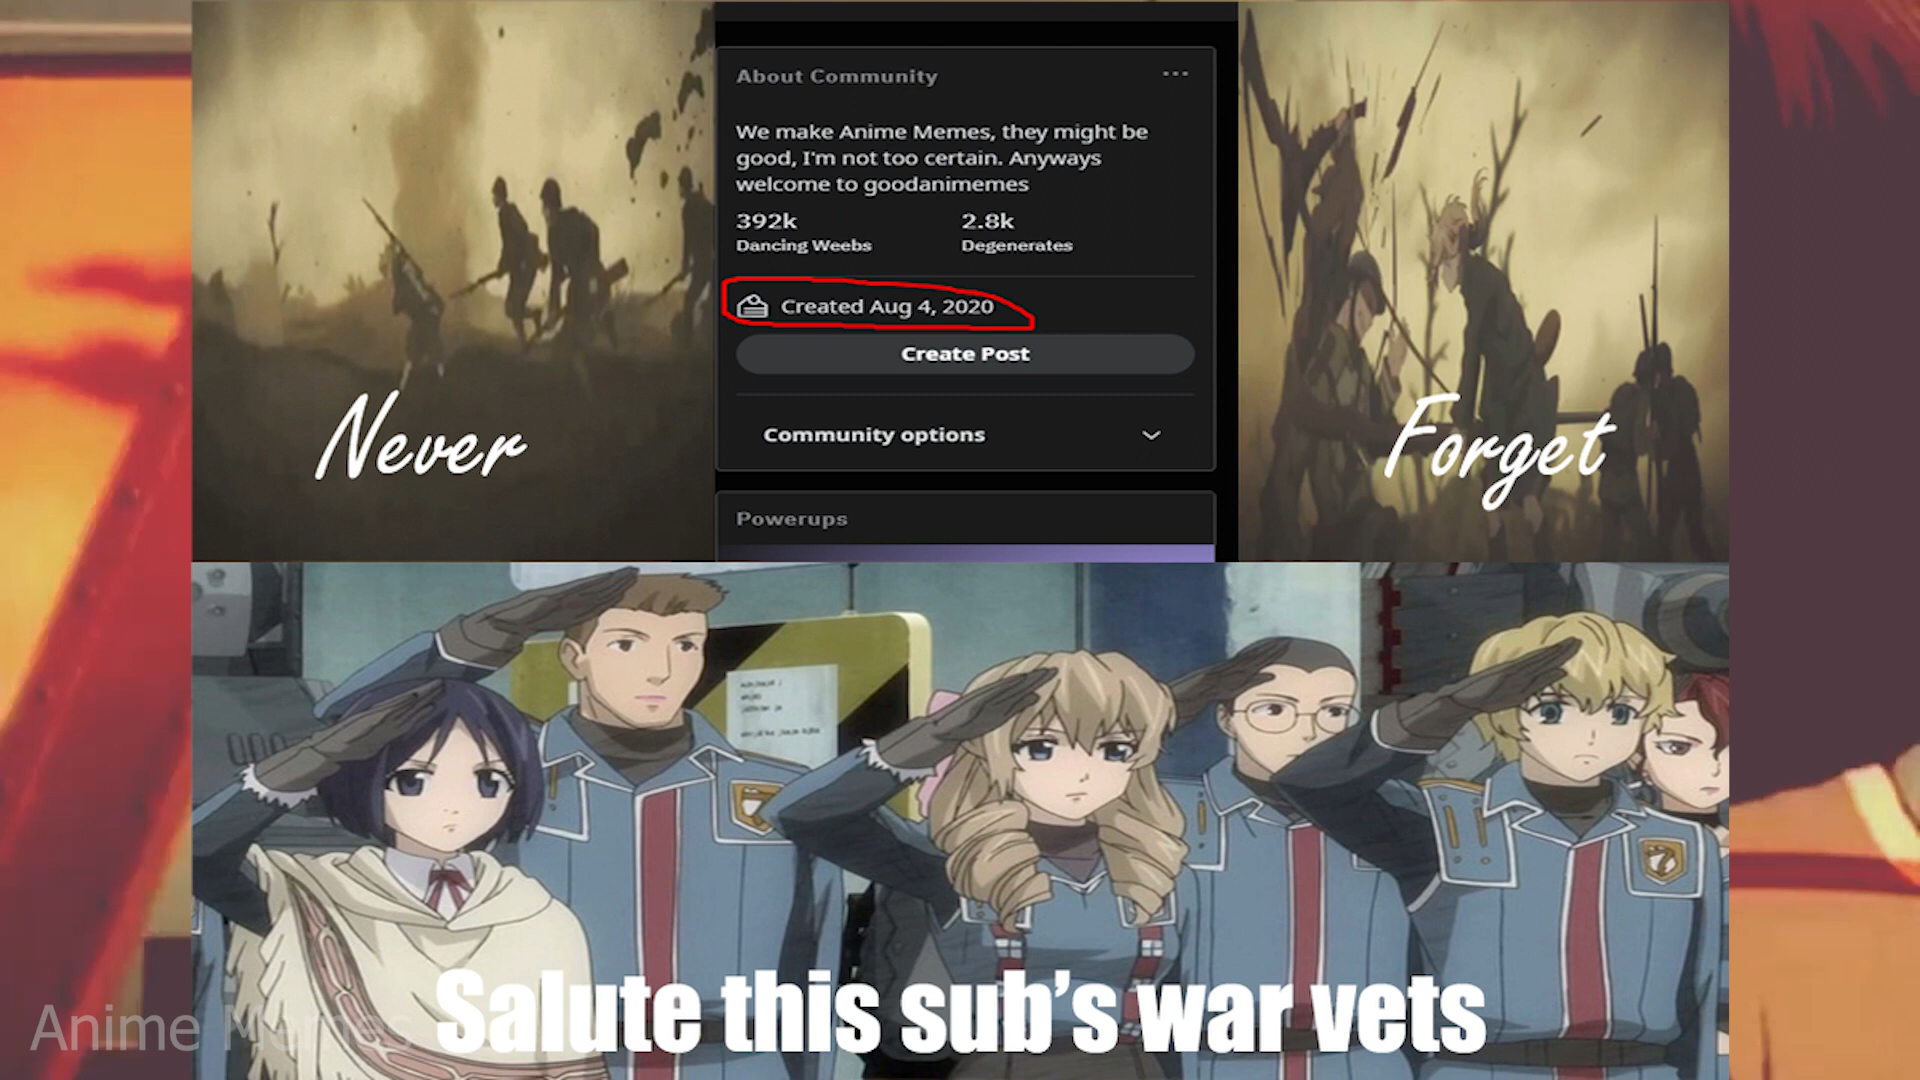 About Community
We make Anime Memes, they might be
good, I'm not too certain. Anyways
welcome to goodanimemes
392k 2.8k
Dancing Weebs Degenerates
Created Aug 4, 2020
Create Post
Community options
Powerups
Never
Forget
Salute this sub's war vets
Anime Memes